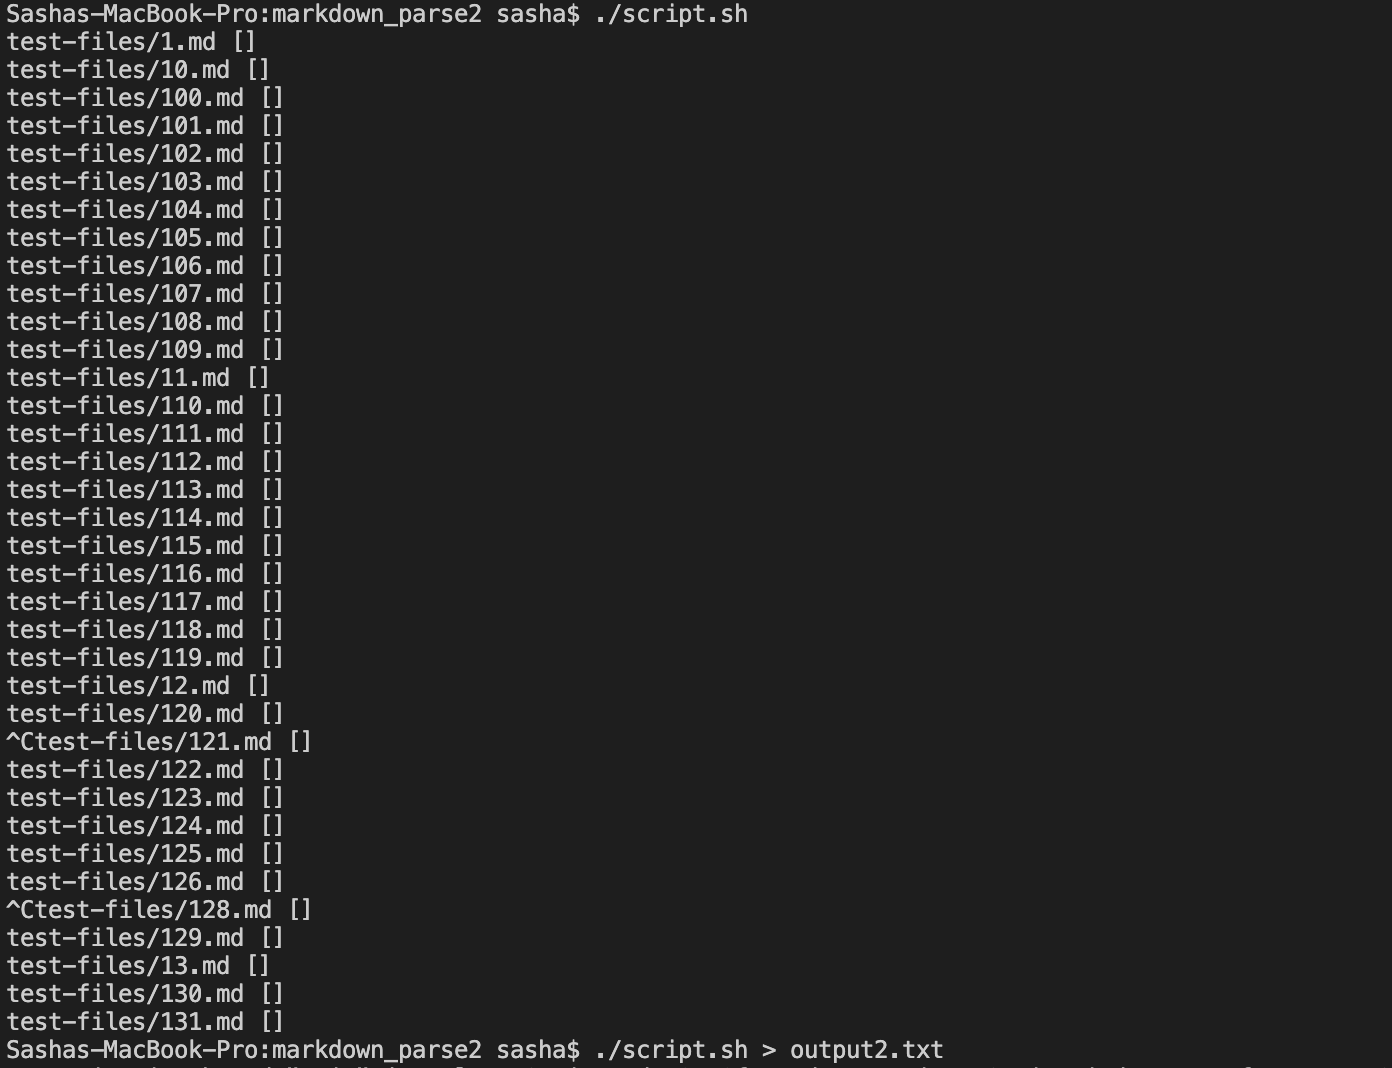 Sashas-MacBook-Pro:markdown_parse2 sasha$ ./script.sh
test-files/1.md []
test-files/10.md []
test-files/100.md []
test-files/101.md []
test-files/102.md []
test-files/103.md []
test-files/104.md []
test-files/105.md []
test-files/106.md []
test-files/107.md []
test-files/108.md []
test-files/109.md []
test-files/11.md []
test-files/110.md []
test-files/111.md []
test-files/112.md []
test-files/113.md []
test-files/114.md []
test-files/115.md []
test-files/116.md []
test-files/117.md []
test-files/118.md []
test-files/119.md []
test-files/12.md []
test-files/120.md []
^Ctest-files/121.md []
test-files/122.md []
test-files/123.md []
test-files/124.md []
test-files/125.md []
test-files/126.md []
^Ctest-files/128.md []
test-files/129.md []
test-files/13.md []
test-files/130.md []
test-files/131.md []
Sashas-MacBook-Pro:markdown_parse2 sasha$ ./script.sh > output2.txt